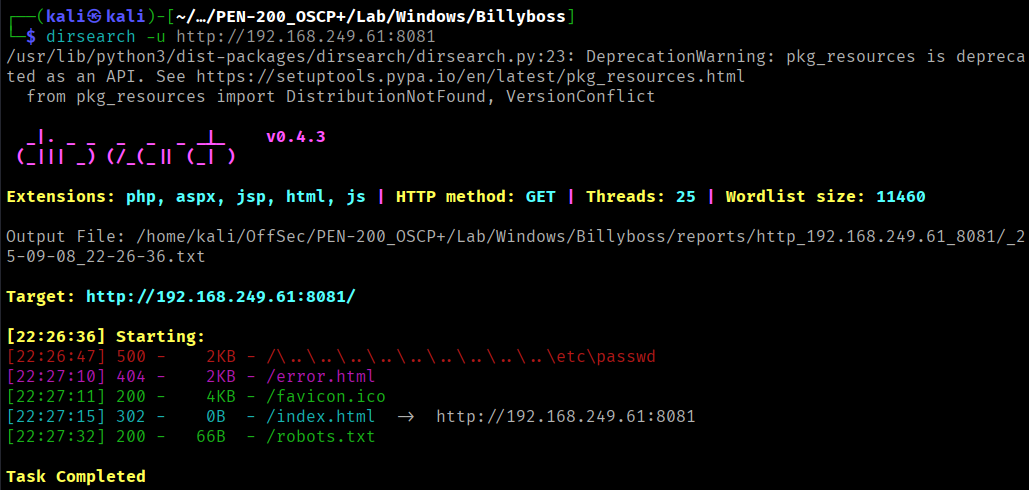 ┌──(kali㉿kali)-[~/…/PEN-200_OSCP+/Lab/Windows/Billyboss]
└─$ dirsearch -u http://192.168.249.61:8081
/usr/lib/python3/dist-packages/dirsearch/dirsearch.py:23: DeprecationWarning: pkg_resources is depreca
ted as an API. See https://setuptools.pypa.io/en/latest/pkg_resources.html
  from pkg_resources import DistributionNotFound, VersionConflict

  _|. _ _  _  _  _ _|_    v0.4.3
 (_||| _) (/_(_|| (_| )

Extensions: php, aspx, jsp, html, js | HTTP method: GET | Threads: 25 | Wordlist size: 11460

Output File: /home/kali/OffSec/PEN-200_OSCP+/Lab/Windows/Billyboss/reports/http_192.168.249.61_8081/_2
5-09-08_22-26-36.txt

Target: http://192.168.249.61:8081/

[22:26:36] Starting:
[22:26:47] 500 -    2KB - /\..\..\..\..\..\..\..\..\..\etc\passwd
[22:27:10] 404 -    2KB - /error.html
[22:27:11] 200 -    4KB - /favicon.ico
[22:27:15] 302 -    0B  - /index.html  ->  http://192.168.249.61:8081
[22:27:32] 200 -   66B  - /robots.txt

Task Completed